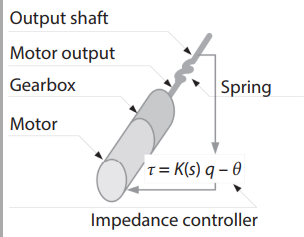 Output shaft
Motor output
Gearbox
Spring
Motor
τ = K(s) q – θ
Impedance controller